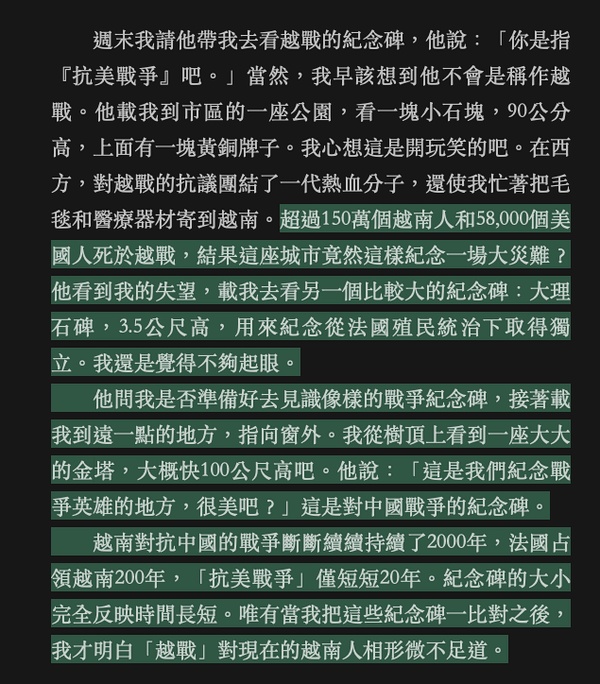 週末我請他帶我去看越戰的紀念碑，他說：「你是指
『抗美戰爭』吧。」當然，我早該想到他不會是稱作越
戰。他載我到市區的一座公園，看一塊小石塊，90公分
高，上面有一塊黃銅牌子。我心想這是開玩笑的吧。在西
方，對越戰的抗議團結了一代熱血分子，還使我忙著把毛
毯和醫療器材寄到越南。超過150萬個越南人和58,000個美
國人死於越戰，結果這座城市竟然這樣紀念一場大災難？
他看到我的失望，載我去看另一個比較大的紀念碑：大理
石碑，3.5公尺高，用來紀念從法國殖民統治下取得獨
立。我還是覺得不夠起眼。
他問我是否準備好去見識像樣的戰爭紀念碑，接著載
我到遠一點的地方，指向窗外。我從樹頂上看到一座大大
的金塔，大概快100公尺高吧。他說：「這是我們紀念戰
爭英雄的地方，很美吧？」這是對中國戰爭的紀念碑。
越南對抗中國的戰爭斷斷續續持續了2000年，法國占
領越南200年，「抗美戰爭」僅短短20年。紀念碑的大小
完全反映時間長短。唯有當我把這些紀念碑一比對之後，
我才明白「越戰」對現在的越南人相形微不足道。